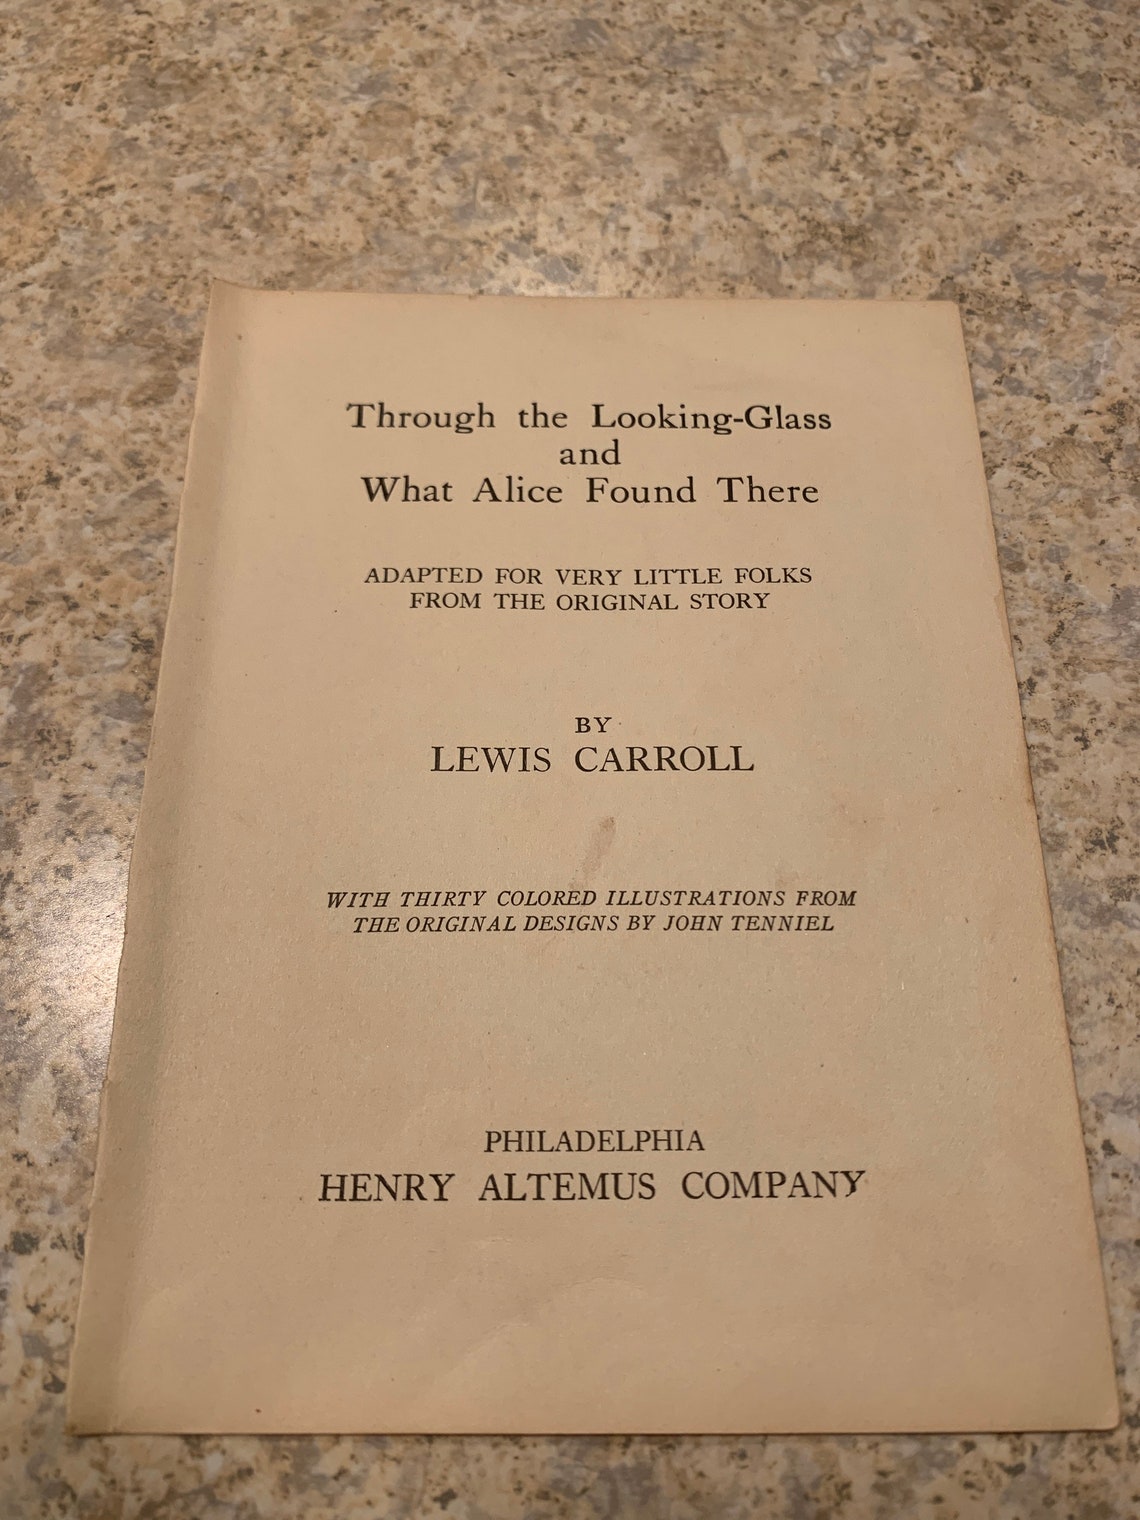 Through the Looking-Glass
and
What Alice Found There
ADAPTED FOR VERY LITTLE FOLKS
FROM THE ORIGINAL STORY
BY
LEWIS CARROLL
WITH THIRTY COLORED ILLUSTRATIONS FROM
THE ORIGINAL DESIGNS BY JOHN TENNIEL
PHILADELPHIA
HENRY ALTEMUS COMPANY